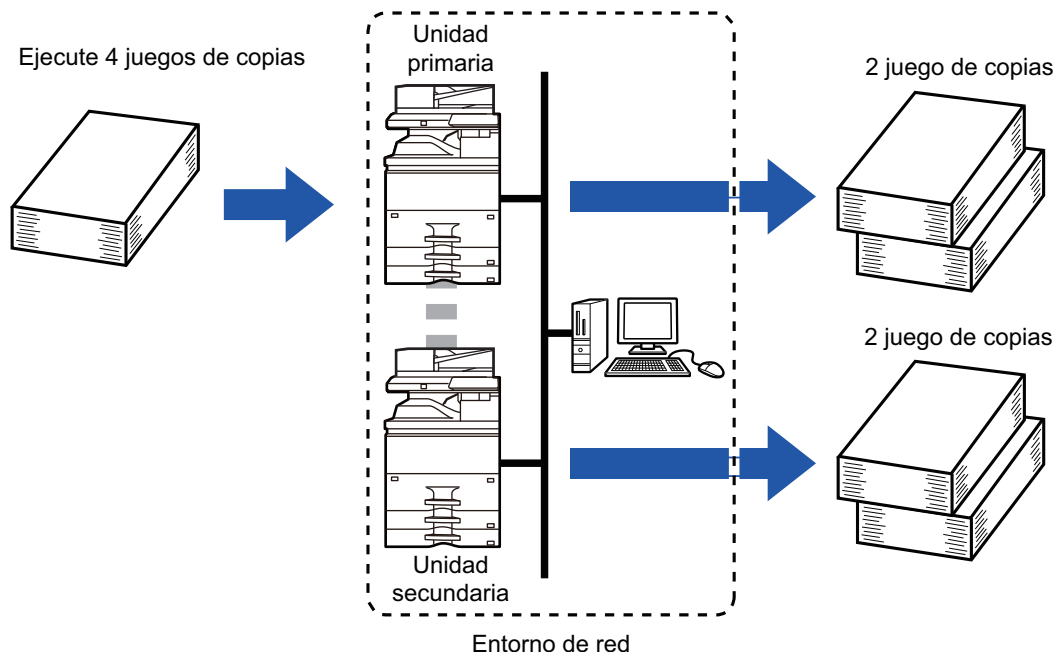 Ejecute 4 juegos de copias
Unidad
primaria
2 juego de copias
2 juego de copias
Unidad
secundaria
Entorno de red